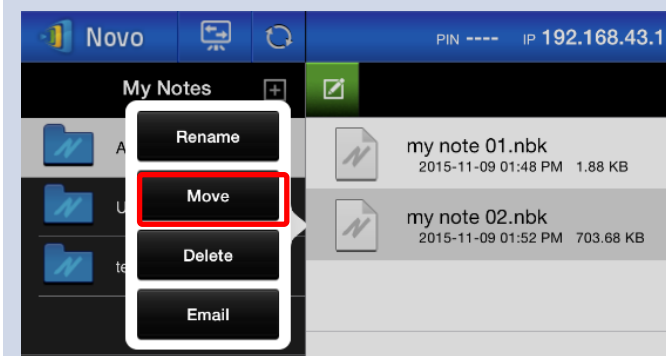 Novo
PIN ---- IP 192.168.43.1
My Notes
Rename
Move
Delete
Email
A
U
te
my note 01.nbk
2015-11-09 01:48 PM 1.88 KB
my note 02.nbk
2015-11-09 01:52 PM 703.68 KB